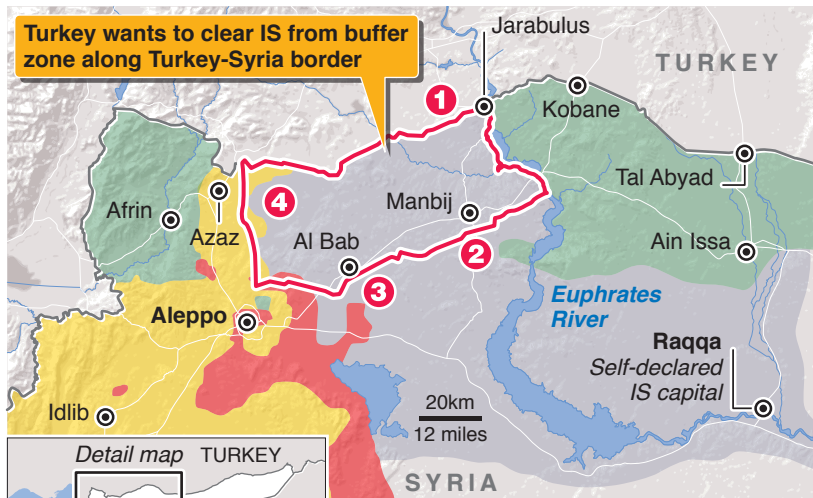 Turkey wants to clear IS from buffer
zone along Turkey-Syria border
Jarabulus
TURKEY
1
Kobane
Tal Abyad
Afrin
4
Azaz
Manbij
Al Bab
2
Ain Issa
3
Aleppo
Euphrates
River
Raqqa
Self-declared
IS capital
20km
12 miles
Idlib
Detail map
TURKEY
SYRIA